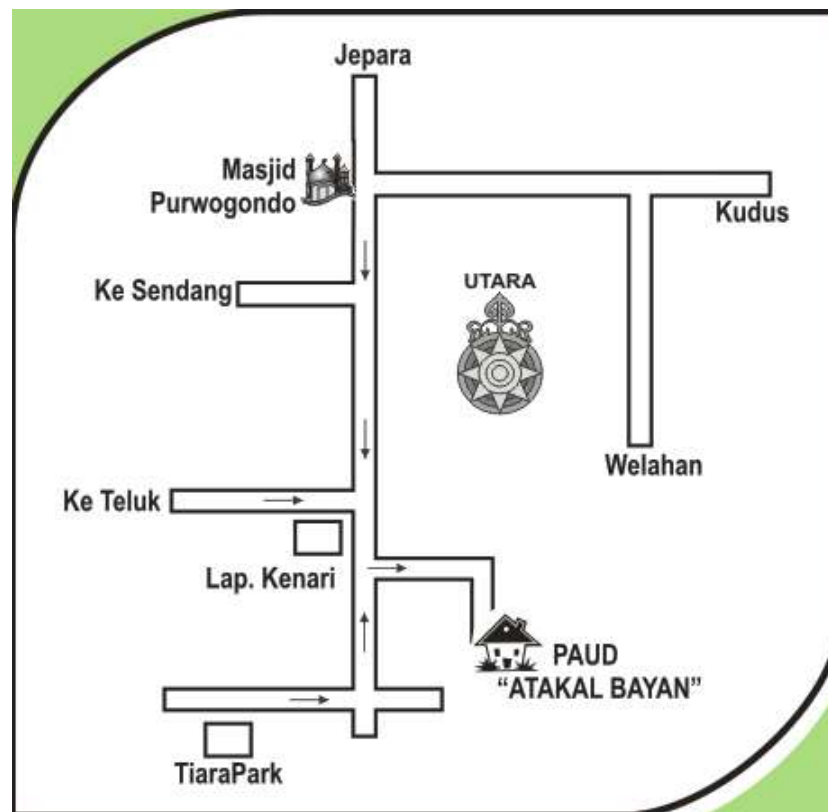 Jepara
Masjid
Purwogondo
Kudus
Ke Sendang
UTARA
Welahan
Ke Teluk
Lap. Kenari
PAUD
“ATAKAL BAYAN”
TiaraPark